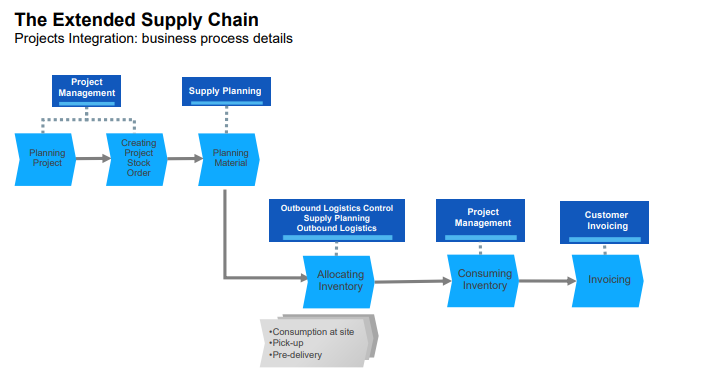 The Extended Supply Chain
Projects Integration: business process details
Project
Management
Supply Planning
Planning
Project
Creating
Project
Stock
Order
Planning
Material
Outbound Logistics Control
Supply Planning
Outbound Logistics
Project
Management
Customer
Invoicing
Allocating
Inventory
Consuming
Inventory
Invoicing
•Consumption at site
•Pick-up
•Pre-delivery